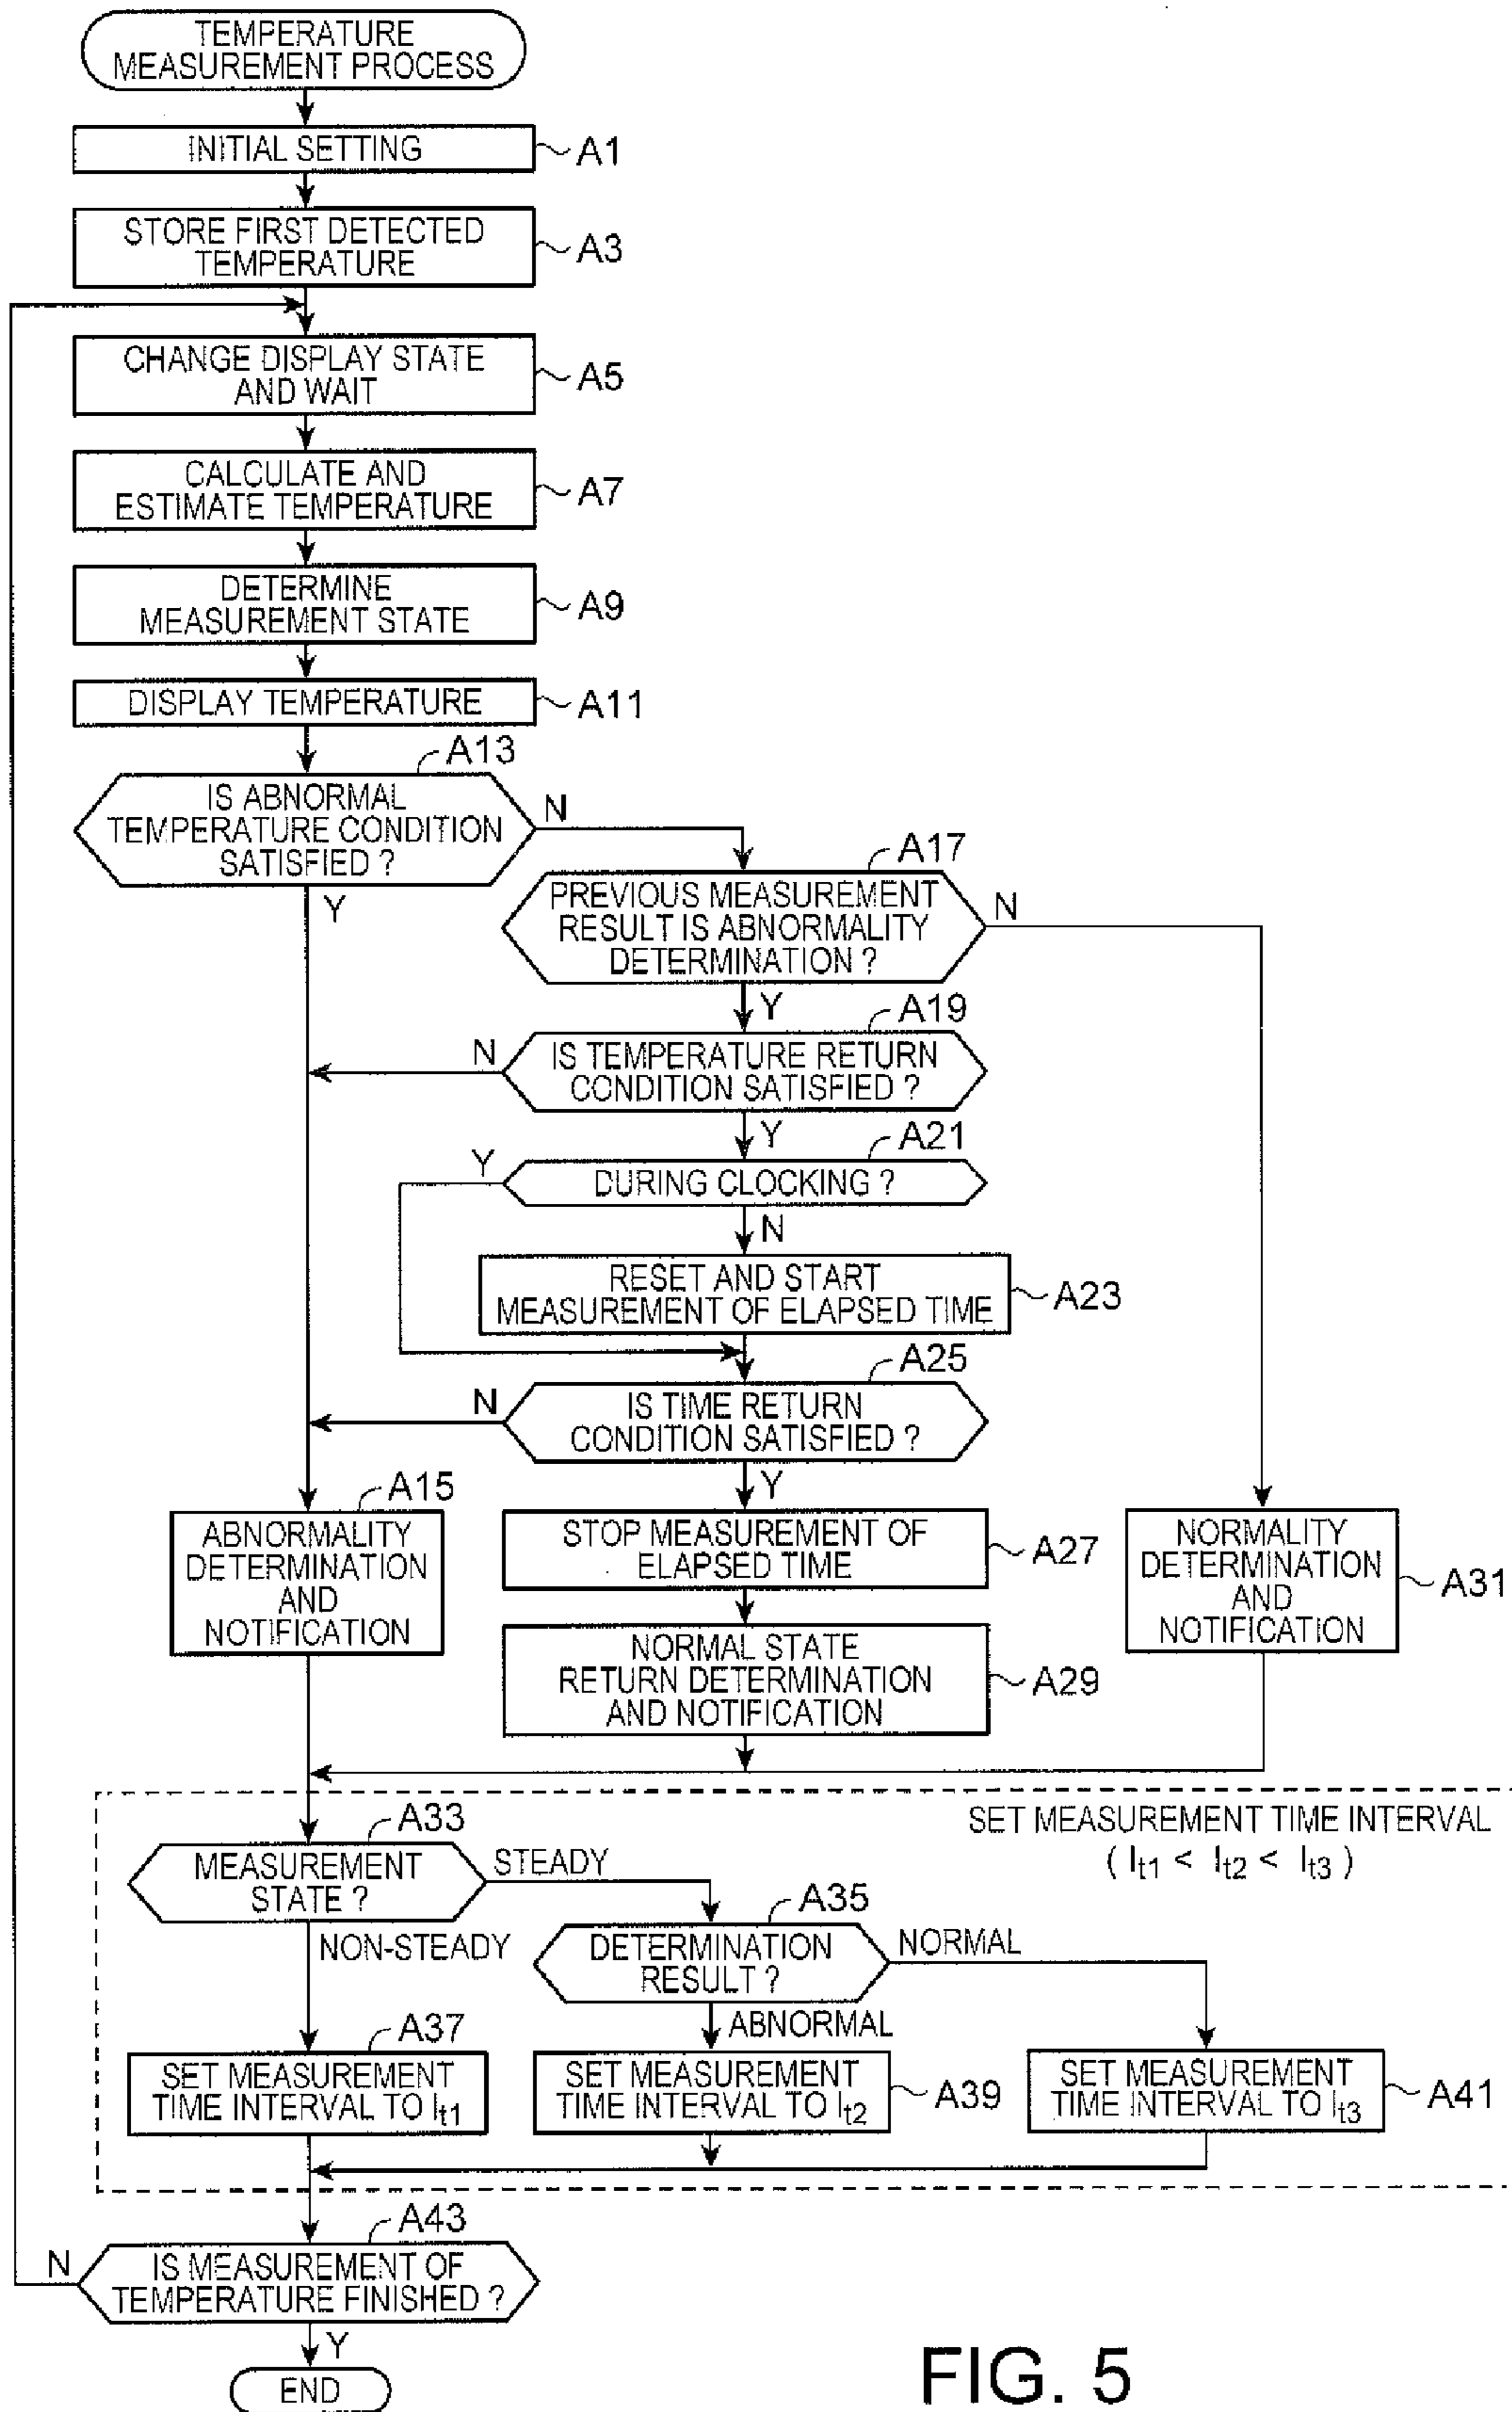 TEMPERATURE
MEASUREMENT PROCESS
INITIAL SETTING
A1
STORE FIRST DETECTED
TEMPERATURE
A3
CHANGE DISPLAY STATE
AND WAIT
A5
CALCULATE AND
ESTIMATE TEMPERATURE
A7
DETERMINE
MEASUREMENT STATE
A9
DISPLAY TEMPERATURE
A11
A13
IS ABNORMAL
TEMPERATURE CONDITION
SATISFIED ?
N
Y
A17
PREVIOUS MEASUREMENT
RESULT IS ABNORMALITY
DETERMINATION ?
N
Y
A19
IS TEMPERATURE RETURN
CONDITION SATISFIED ?
N
Y
A21
DURING CLOCKING ?
Y
N
RESET AND START
MEASUREMENT OF ELAPSED TIME
A23
A25
IS TIME RETURN
CONDITION SATISFIED ?
N
Y
A15
ABNORMALITY
DETERMINATION
AND
NOTIFICATION
STOP MEASUREMENT OF
ELAPSED TIME
A27
NORMAL STATE
RETURN DETERMINATION
AND NOTIFICATION
A29
NORMALITY
DETERMINATION
AND
NOTIFICATION
A31
SET MEASUREMENT TIME INTERVAL
( It1 < It2 < It3 )
A33
MEASUREMENT
STATE ?
STEADY
NON-STEADY
A35
DETERMINATION
RESULT ?
NORMAL
ABNORMAL
A37
SET MEASUREMENT
TIME INTERVAL TO It1
SET MEASUREMENT
TIME INTERVAL TO It2
A39
SET MEASUREMENT
TIME INTERVAL TO It3
A41
A43
IS MEASUREMENT OF
TEMPERATURE FINISHED ?
N
Y
END
FIG. 5